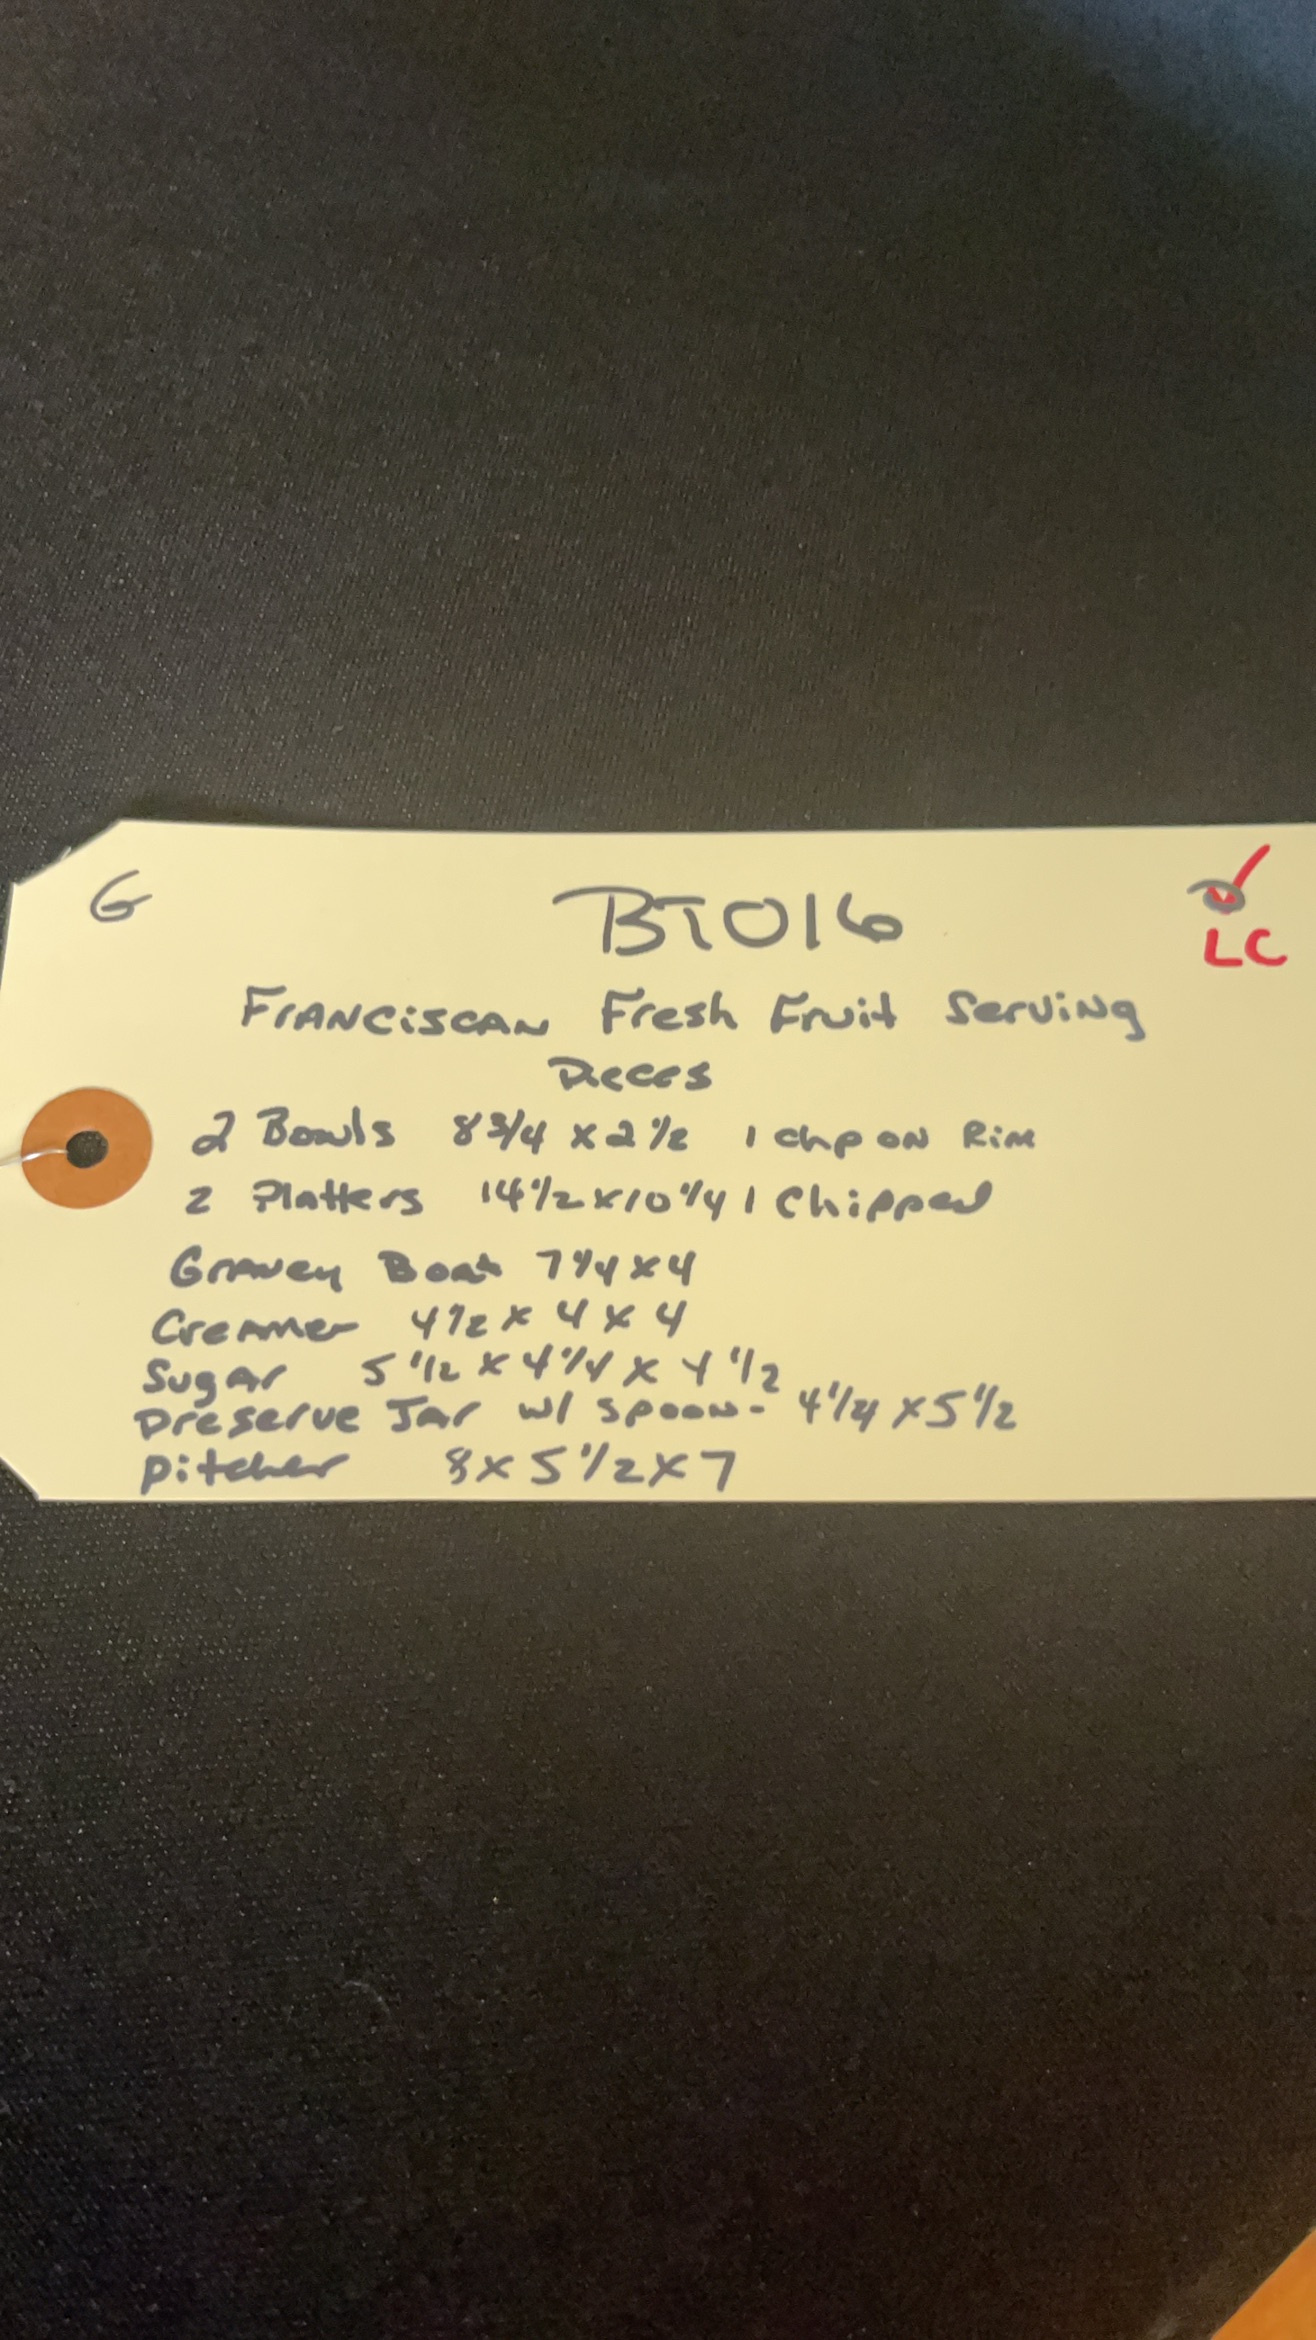 G
BT016
LC
FRANCISCAN Fresh Fruit Serving
Pieces
2 Bowls 8 3/4 x 2 1/2 1 chip on Rim
2 Platters 14 1/2 x 10 1/4 1 Chipped
Gravey Boat 7 1/4 x 4
Creamer 4 1/2 x 4 x 4
Sugar 5 1/2 x 4 1/4 x 4 1/2
Preserve Jar w/ spoon - 4 1/4 x 5 1/2
pitcher 8 x 5 1/2 x 7